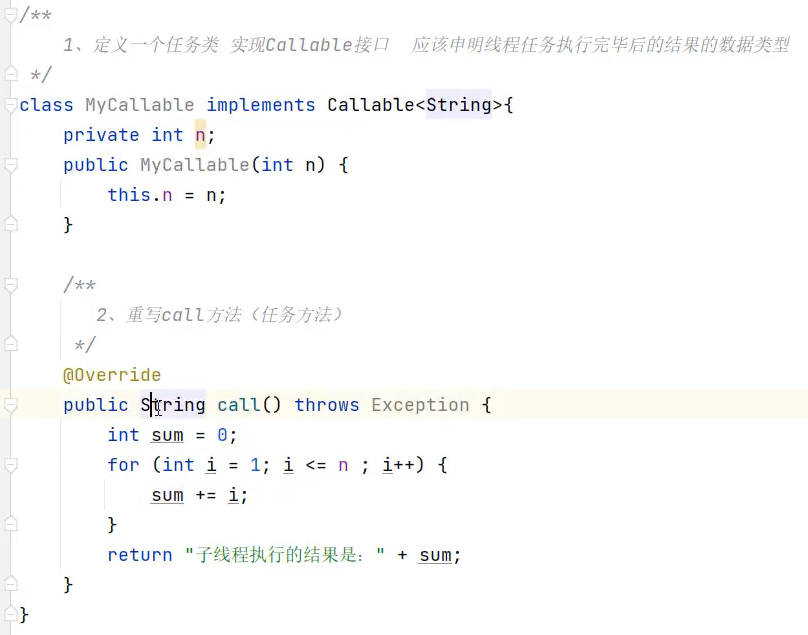 /**
1、定义一个任务类 实现Callable接口 应该申明线程任务执行完毕后的结果的数据类型
*/
class MyCallable implements Callable<String>{
private int n;
public MyCallable(int n) {
this.n = n;
}
/**
2、重写call方法（任务方法）
*/
@Override
public String call() throws Exception {
int sum = 0;
for (int i = 1; i <= n ; i++) {
sum += i;
}
return "子线程执行的结果是：" + sum;
}
}